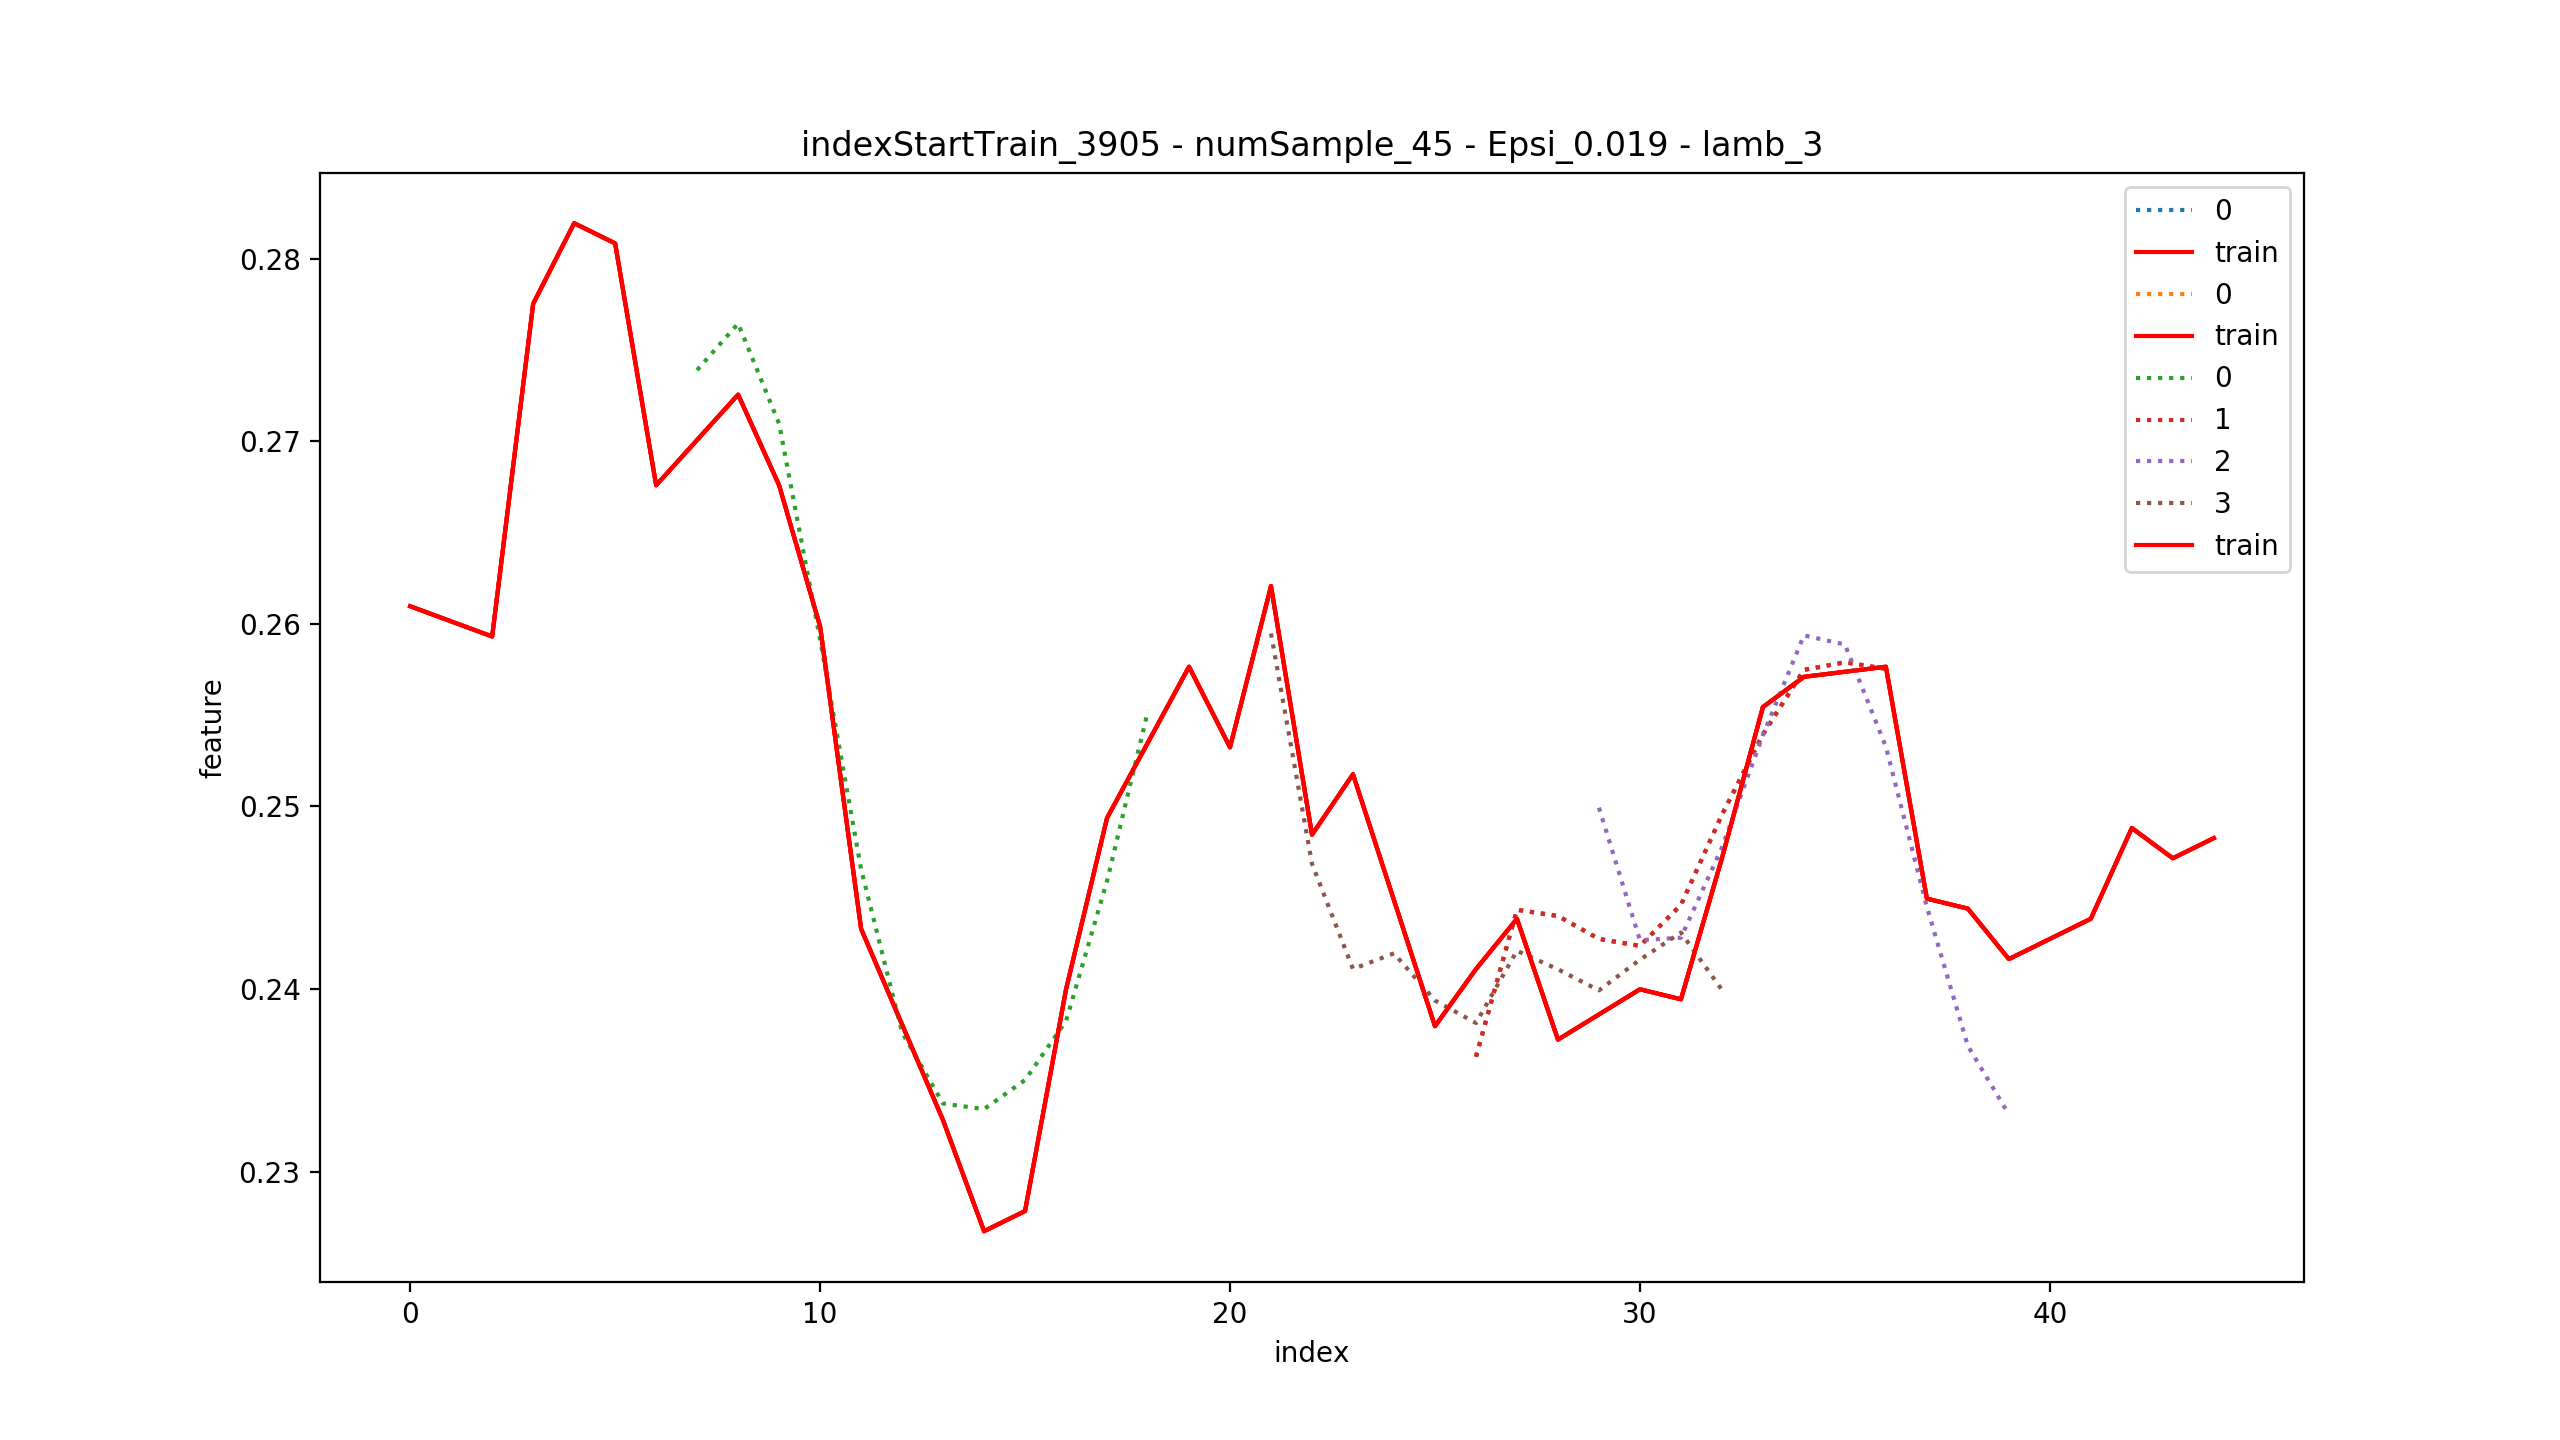 indexStartTrain_3905 - numSample_45 - Epsi_0.019 - lamb_3
0
train
0
train
0
1
2
3
train
0.28
0.27
0.26
0.25
0.24
0.23
feature
0 10 20 30 40
index